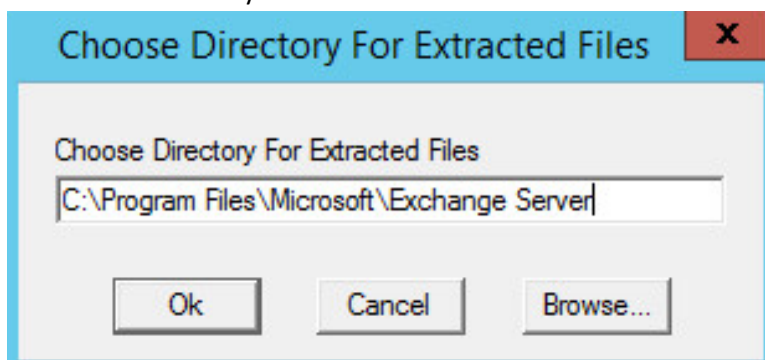 Choose Directory For Extracted Files
x
Choose Directory For Extracted Files
C:\Program Files\Microsoft\Exchange Server
Ok Cancel Browse...